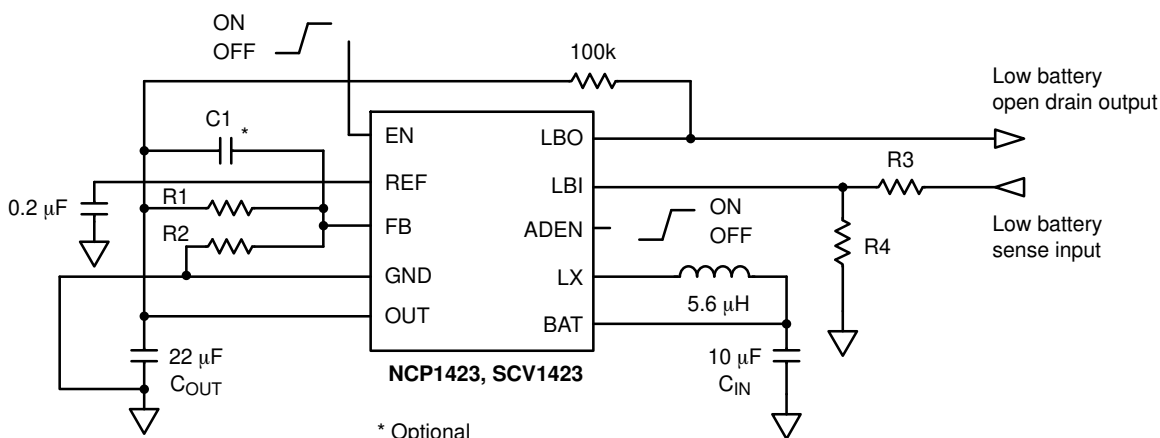 ON
OFF
100k
Low battery
open drain output
C1
*
EN
LBO
R3
REF
LBI
0.2 μF
R1
ON
OFF
FB
ADEN
Low battery
sense input
R2
R4
GND
LX
5.6 μH
OUT
BAT
22 μF
COUT
10 μF
CIN
NCP1423, SCV1423
* Optional